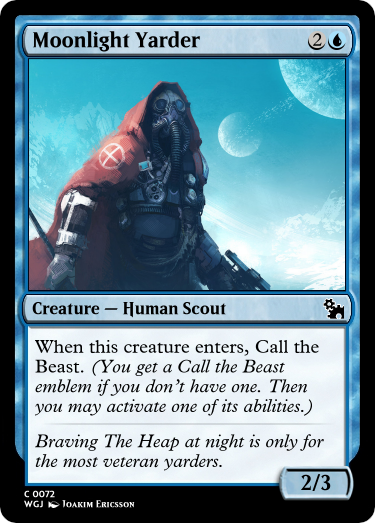 Moonlight Yarder 2
Creature — Human Scout
When this creature enters, Call the
Beast. (You get a Call the Beast
emblem if you don't have one. Then
you may activate one of its abilities.)
Braving The Heap at night is only for
the most veteran yarders.
2/3
C 0072
WGJ Joakim Ericsson